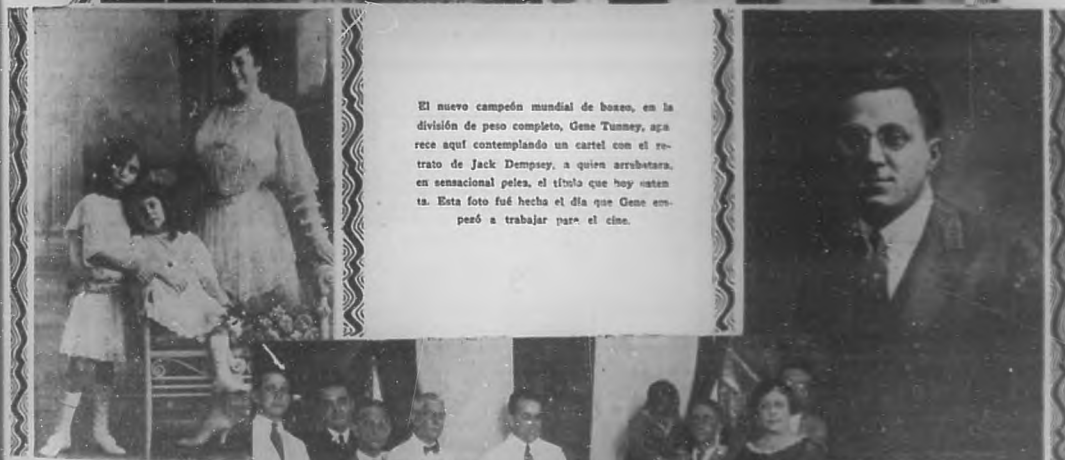 El nuevo campeón mundial de boxeo, en la
división de peso completo, Gene Tunney, apa
rece aquí contemplando un cartel con el re-
trato de Jack Dempsey, a quien arrebatara,
en sensacional pelea, el título que hoy osten
ta. Esta foto fué hecha el día que Gene em-
pezó a trabajar para el cine.